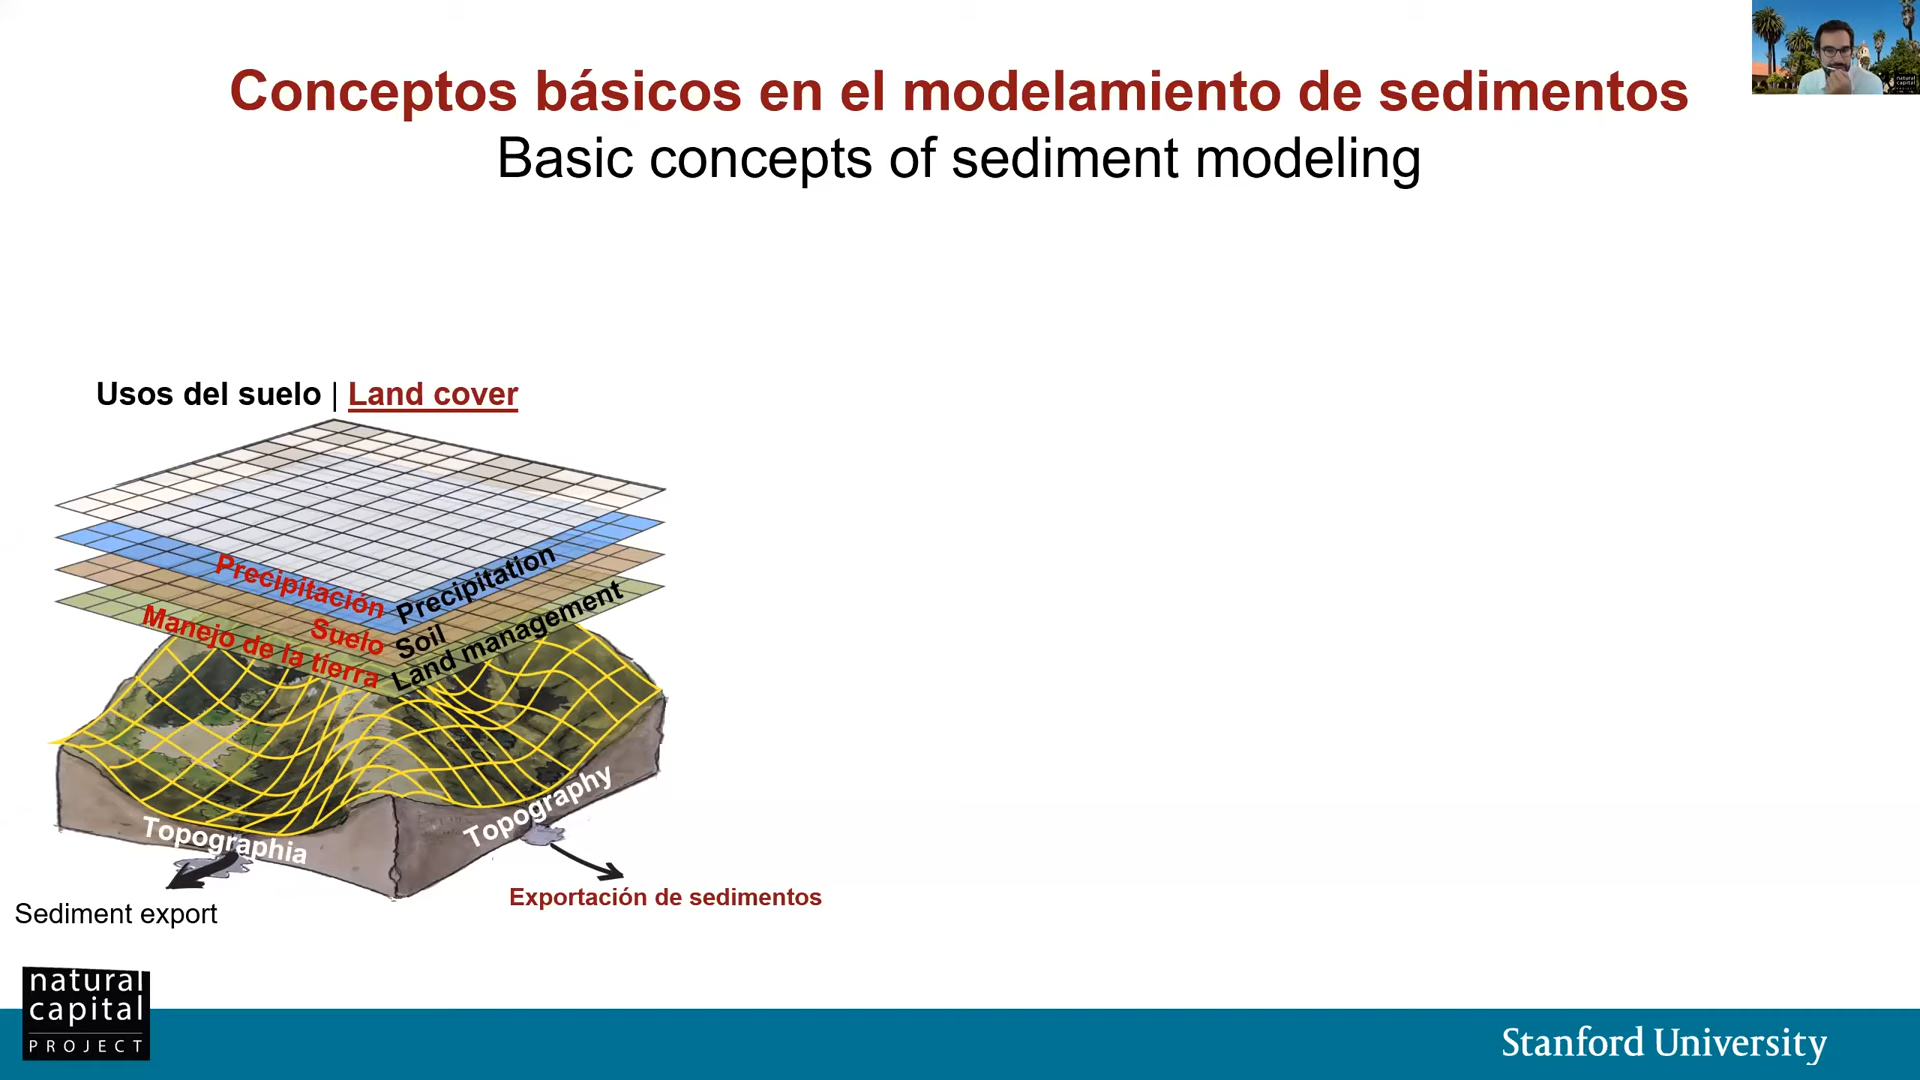 Conceptos básicos en el modelamiento de sedimentos
Basic concepts of sediment modeling
Usos del suelo | Land cover
Precipitación Precipitation
Suelo Soil
Manejo de la tierra Land management
Topographia Topography
Exportación de sedimentos
Sediment export
natural
capital
PROJECT
Stanford University
natural
capital